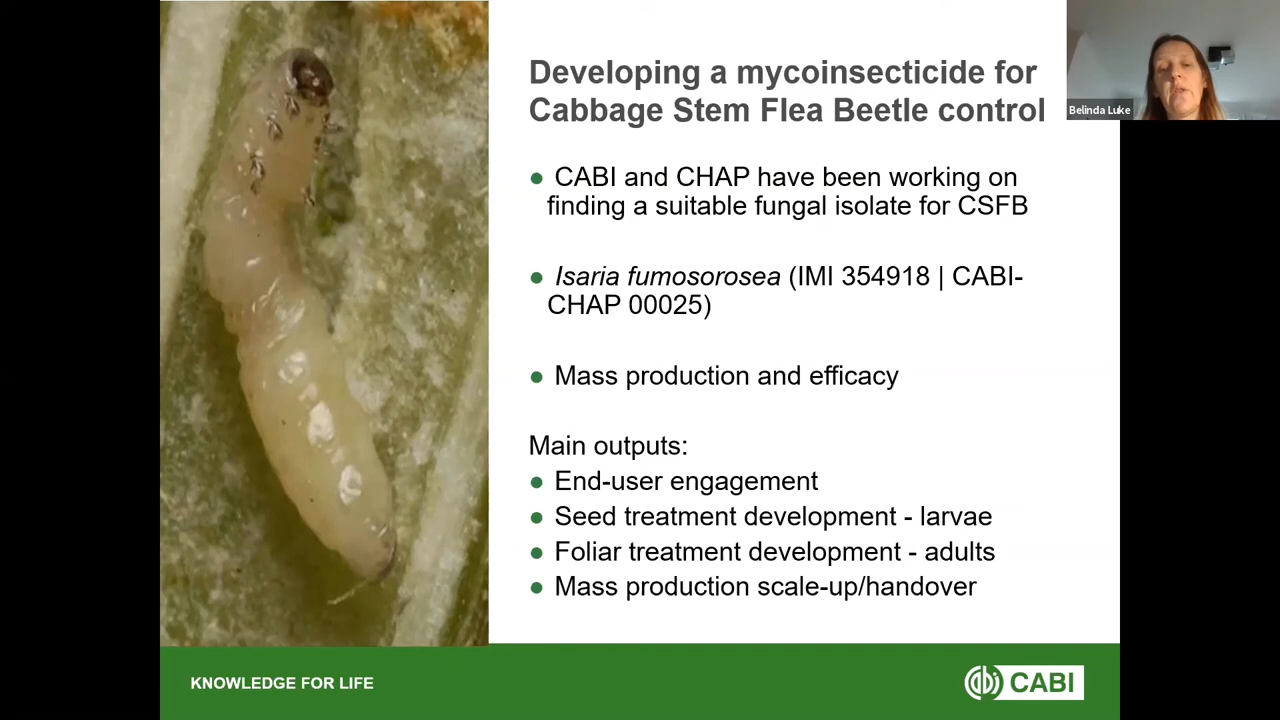 Developing a mycoinsecticide for
Cabbage Stem Flea Beetle control
Belinda Luke
● CABI and CHAP have been working on
finding a suitable fungal isolate for CSFB
● Isaria fumosorosea (IMI 354918 | CABI-
CHAP 00025)
● Mass production and efficacy
Main outputs:
● End-user engagement
● Seed treatment development - larvae
● Foliar treatment development - adults
● Mass production scale-up/handover
KNOWLEDGE FOR LIFE
CABI